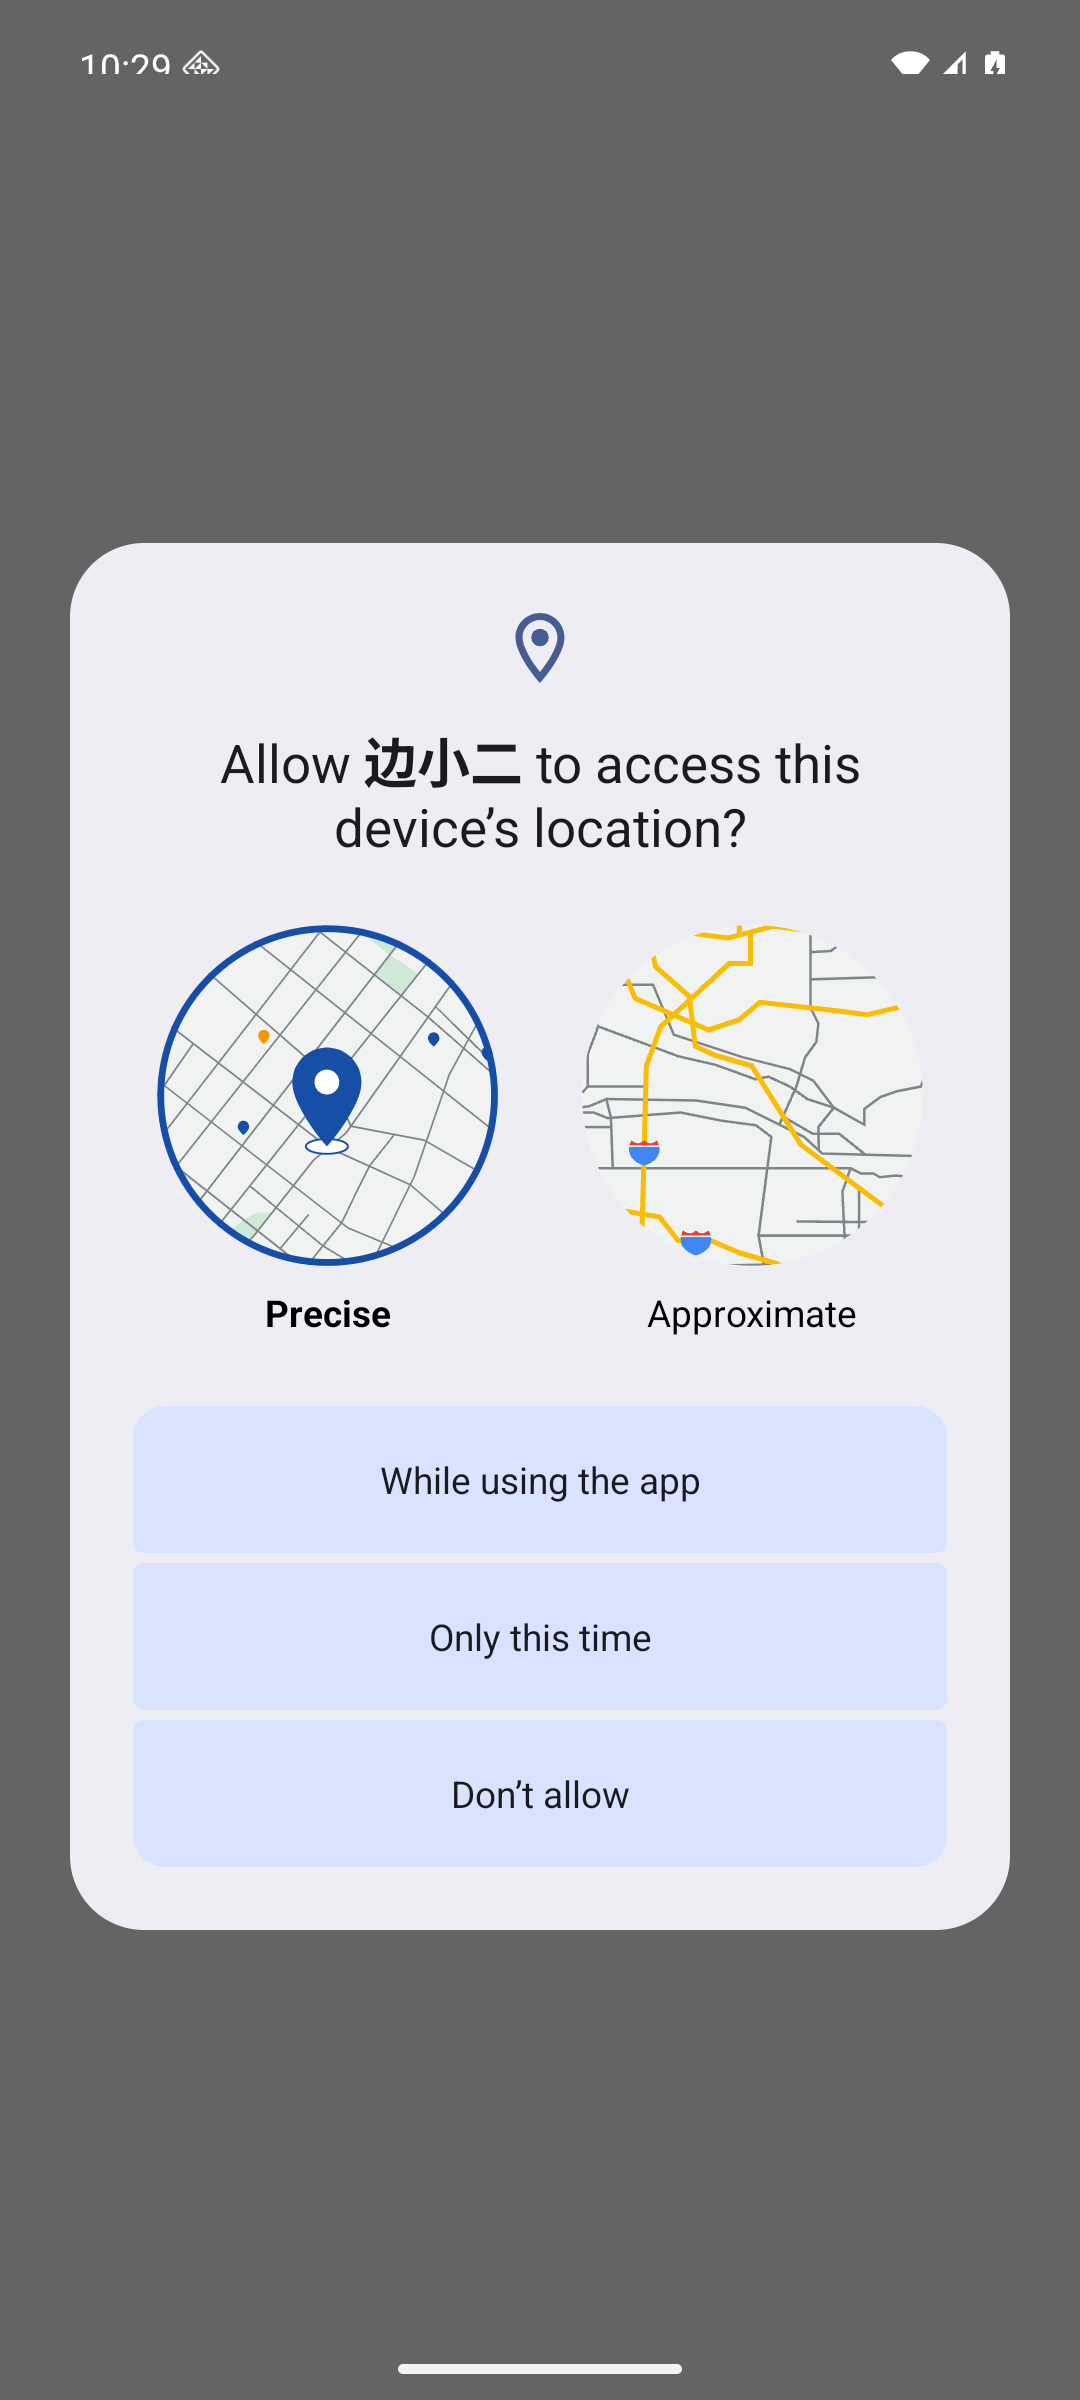 10:29
Allow 边小二 to access this
device’s location?
Precise
Approximate
While using the app
Only this time
Don’t allow